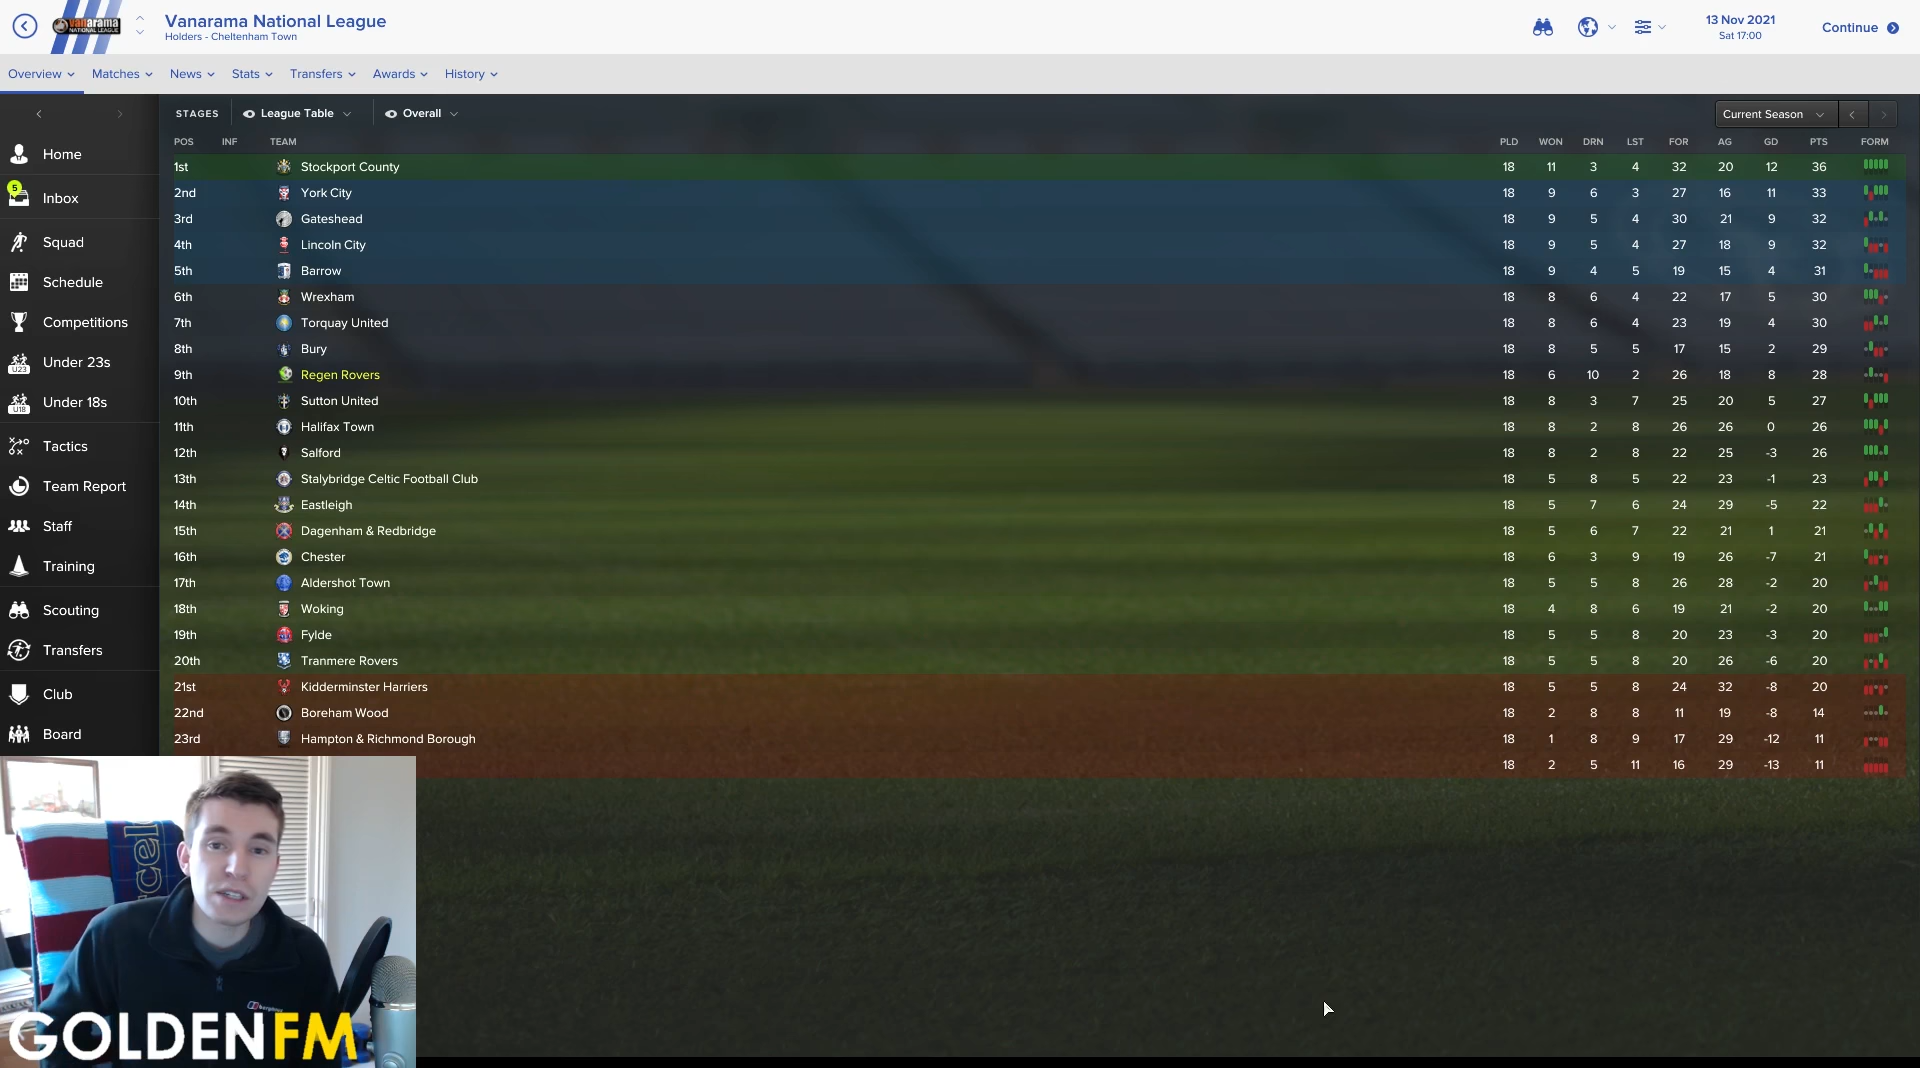 vanarama
NATIONAL LEAGUE
Vanarama National League
Holders - Cheltenham Town
13 Nov 2021
Sat 17:00
Continue
Overview Matches News Stats Transfers Awards History
STAGES League Table Overall Current Season
POS INF TEAM PLD WON DRN LST FOR AG GD PTS FORM
1st Stockport County 18 11 3 4 32 20 12 36
2nd York City 18 9 6 3 27 16 11 33
3rd Gateshead 18 9 5 4 30 21 9 32
4th Lincoln City 18 9 5 4 27 18 9 32
5th Barrow 18 9 4 5 19 15 4 31
6th Wrexham 18 8 6 4 22 17 5 30
7th Torquay United 18 8 6 4 23 19 4 30
8th Bury 18 8 5 5 17 15 2 29
9th Regen Rovers 18 6 10 2 26 18 8 28
10th Sutton United 18 8 3 7 25 20 5 27
11th Halifax Town 18 8 2 8 26 26 0 26
12th Salford 18 8 2 8 22 25 -3 26
13th Stalybridge Celtic Football Club 18 5 8 5 22 23 -1 23
14th Eastleigh 18 5 7 6 24 29 -5 22
15th Dagenham & Redbridge 18 5 6 7 22 21 1 21
16th Chester 18 6 3 9 19 26 -7 21
17th Aldershot Town 18 5 5 8 26 28 -2 20
18th Woking 18 4 8 6 19 21 -2 20
19th Fylde 18 5 5 8 20 23 -3 20
20th Tranmere Rovers 18 5 5 8 20 26 -6 20
21st Kidderminster Harriers 18 5 5 8 24 32 -8 20
22nd Boreham Wood 18 2 8 8 11 19 -8 14
23rd Hampton & Richmond Borough 18 1 8 9 17 29 -12 11
18 2 5 11 16 29 -13 11
Home
5
Inbox
Squad
Schedule
Competitions
Under 23s
U23
Under 18s
U18
Tactics
Team Report
Staff
Training
Scouting
Transfers
Club
Board
GOLDENFM